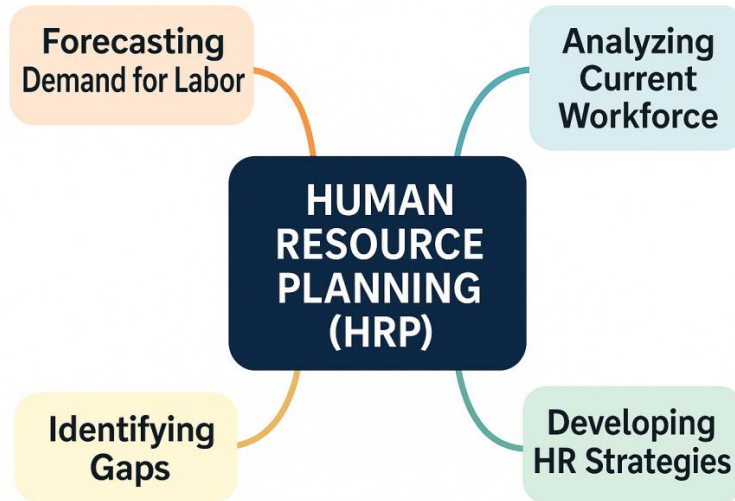 Forecasting
Demand for Labor
Analyzing
Current
Workforce
HUMAN
RESOURCE
PLANNING
(HRP)
Identifying
Gaps
Developing
HR Strategies